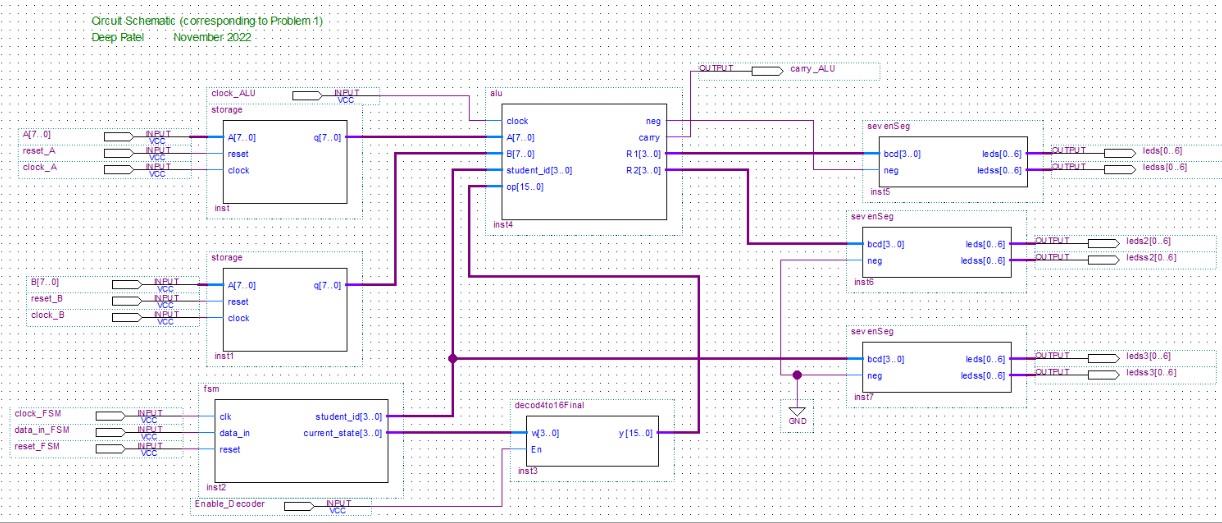 Circuit Schematic (corresponding to Problem 1)
Deep Patel November 2022
OUTPUT carry_ALU
clock_ALU INPUT VCC
storage
A[7..0] INPUT VCC
reset_A INPUT VCC
clock_A INPUT VCC
A[7..0] q[7..0]
reset
clock
inst
alu
clock neg
A[7..0] carry
B[7..0] R1[3..0]
student_id[3..0] R2[3..0]
op[15..0]
inst4
sevenSeg
bcd[3..0] leds[0..6]
neg ledss[0..6]
inst5
OUTPUT leds[0..6]
OUTPUT ledss[0..6]
sevenSeg
bcd[3..0] leds[0..6]
neg ledss[0..6]
inst6
OUTPUT leds2[0..6]
OUTPUT ledss2[0..6]
storage
B[7..0] INPUT VCC
reset_B INPUT VCC
clock_B INPUT VCC
A[7..0] q[7..0]
reset
clock
inst1
sevenSeg
bcd[3..0] leds[0..6]
neg ledss[0..6]
inst7
OUTPUT leds3[0..6]
OUTPUT ledss3[0..6]
GND
fsm
clock_FSM INPUT VCC
data_in_FSM INPUT VCC
reset_FSM INPUT VCC
clk student_id[3..0]
data_in current_state[3..0]
reset
inst2
decod4to16Final
w[3..0] y[15..0]
En
inst3
Enable_Decoder INPUT VCC